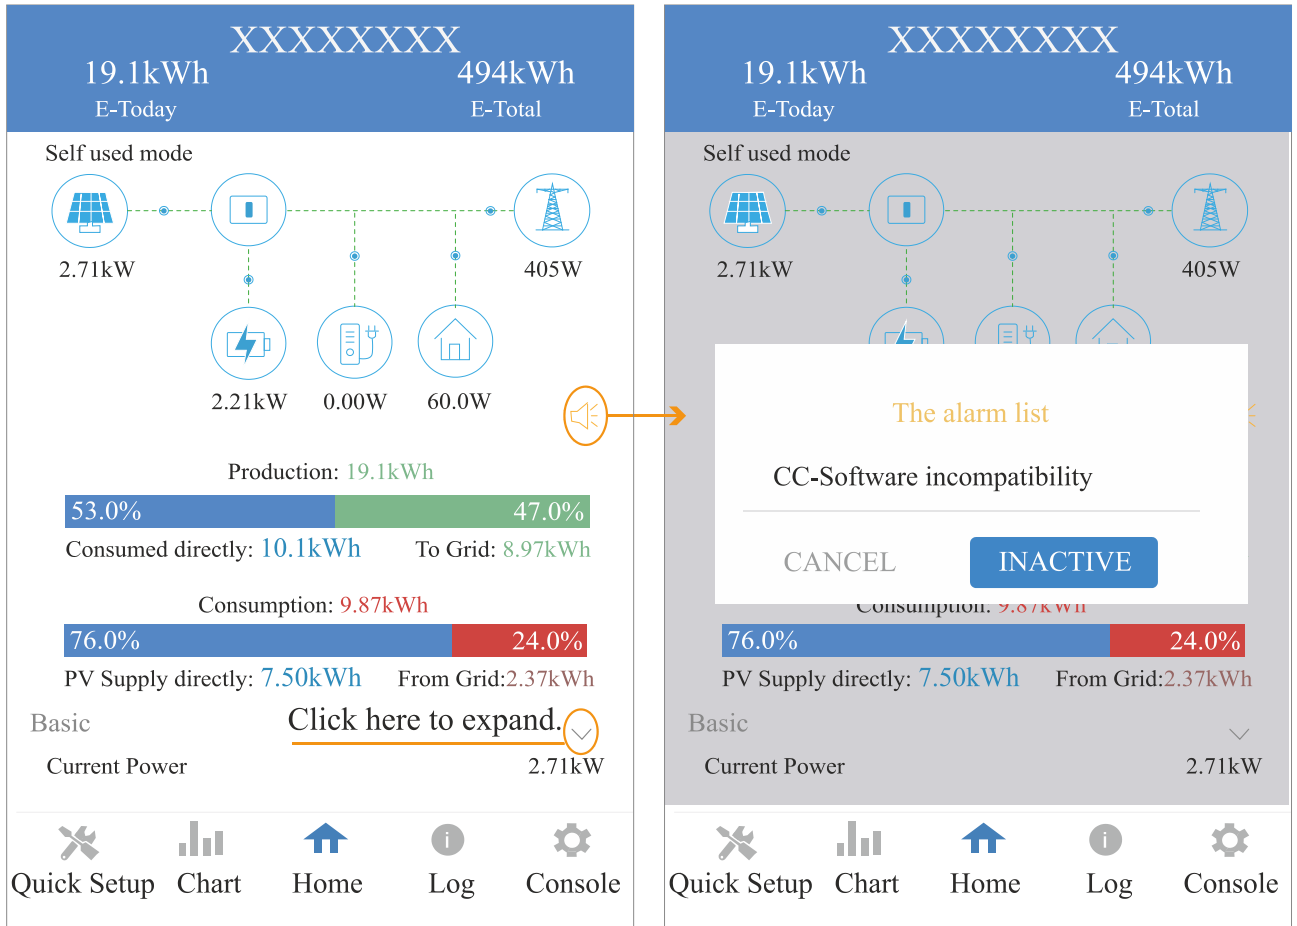 XXXXXXXX
19.1kWh 494kWh
E-Today E-Total
Self used mode
2.71kW 405W
2.21kW 0.00W 60.0W
Production: 19.1kWh
53.0% 47.0%
Consumed directly: 10.1kWh To Grid: 8.97kWh
Consumption: 9.87kWh
76.0% 24.0%
PV Supply directly: 7.50kWh From Grid:2.37kWh
Basic Click here to expand.
Current Power 2.71kW
Quick Setup Chart Home Log Console
XXXXXXXX
19.1kWh 494kWh
E-Today E-Total
Self used mode
2.71kW 405W
The alarm list
CC-Software incompatibility
CANCEL INACTIVE
Consumption: 9.87kWh
76.0% 24.0%
PV Supply directly: 7.50kWh From Grid:2.37kWh
Basic
Current Power 2.71kW
Quick Setup Chart Home Log Console